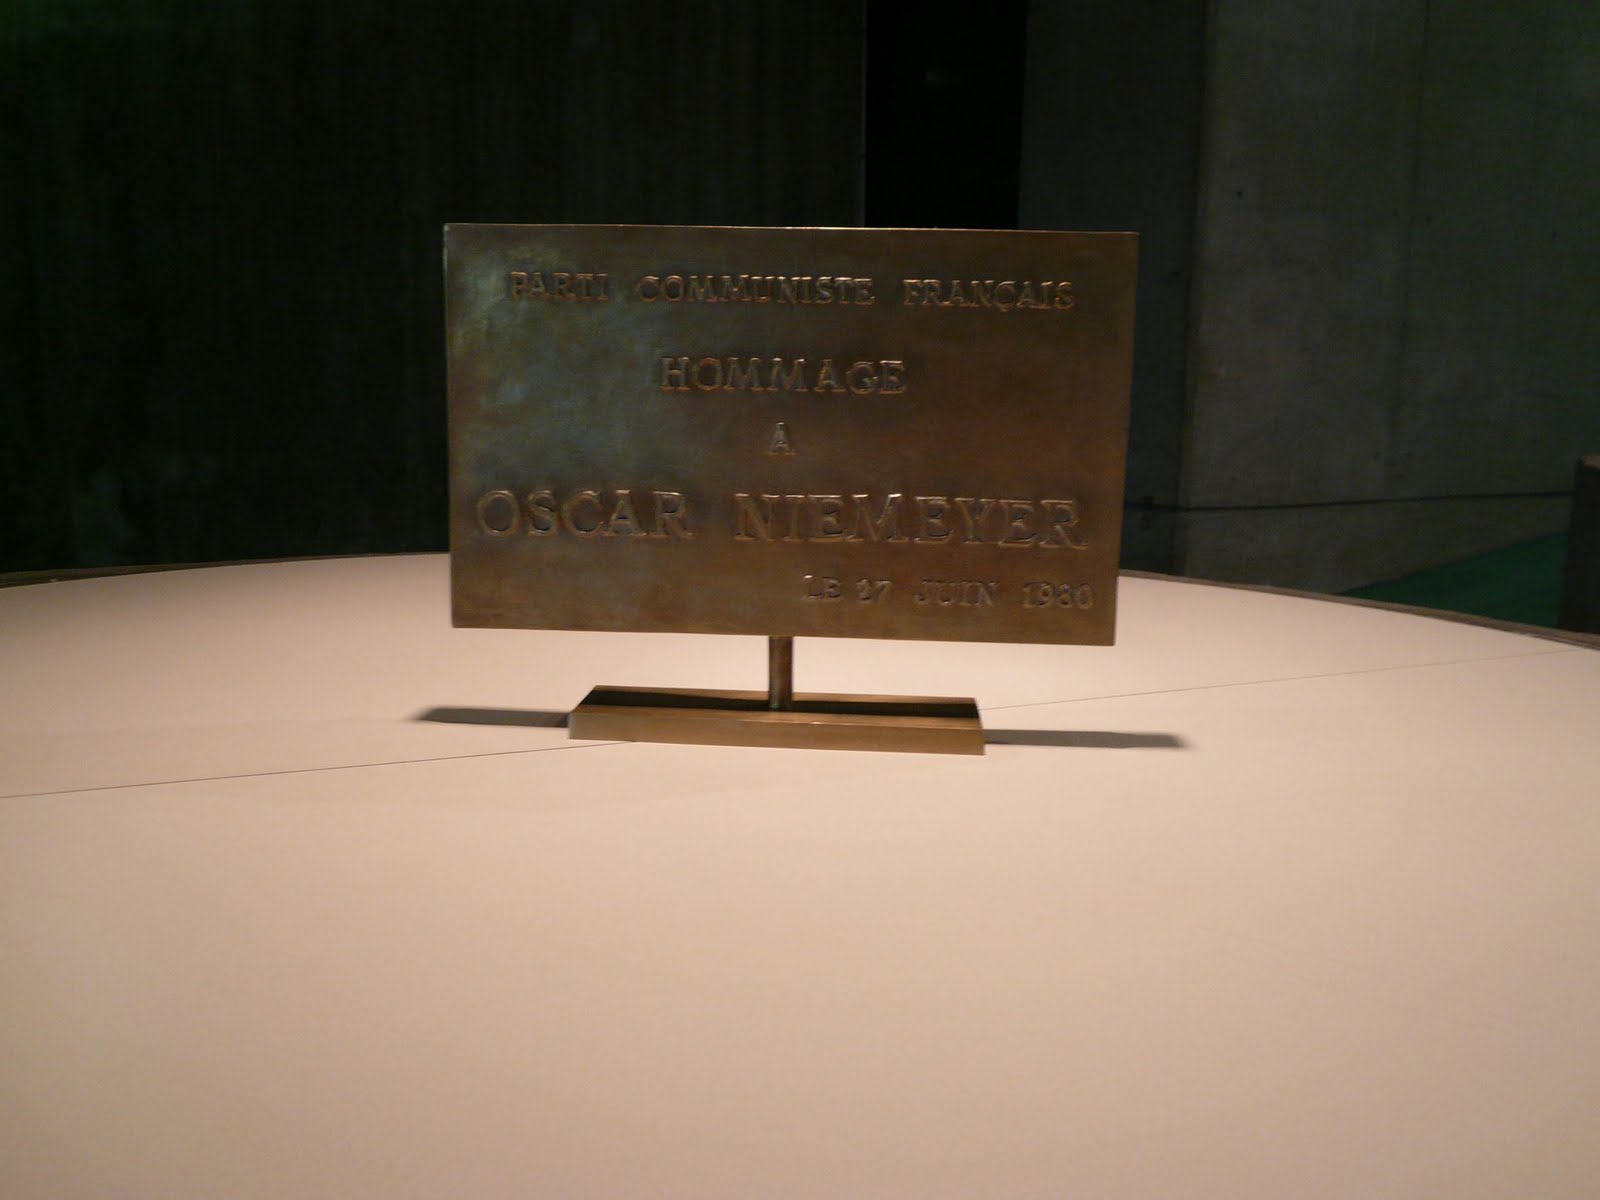 PARTI COMMUNISTE FRANÇAIS
HOMMAGE
A
OSCAR NIEMEYER
LE 27 JUIN 1980